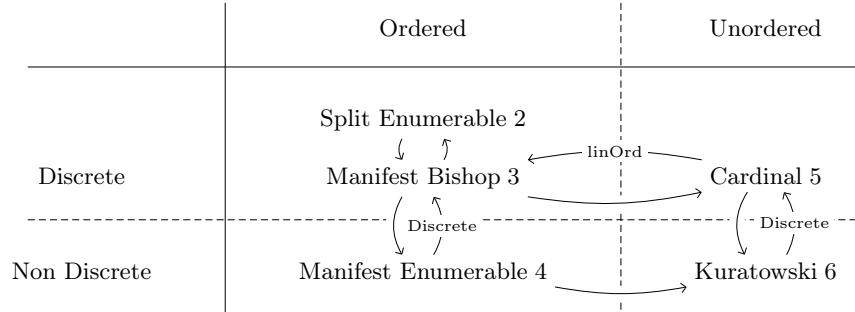 Ordered Unordered
Split Enumerable 2
linOrd
Discrete Manifest Bishop 3 Cardinal 5
Discrete Discrete
Non Discrete Manifest Enumerable 4 Kuratowski 6